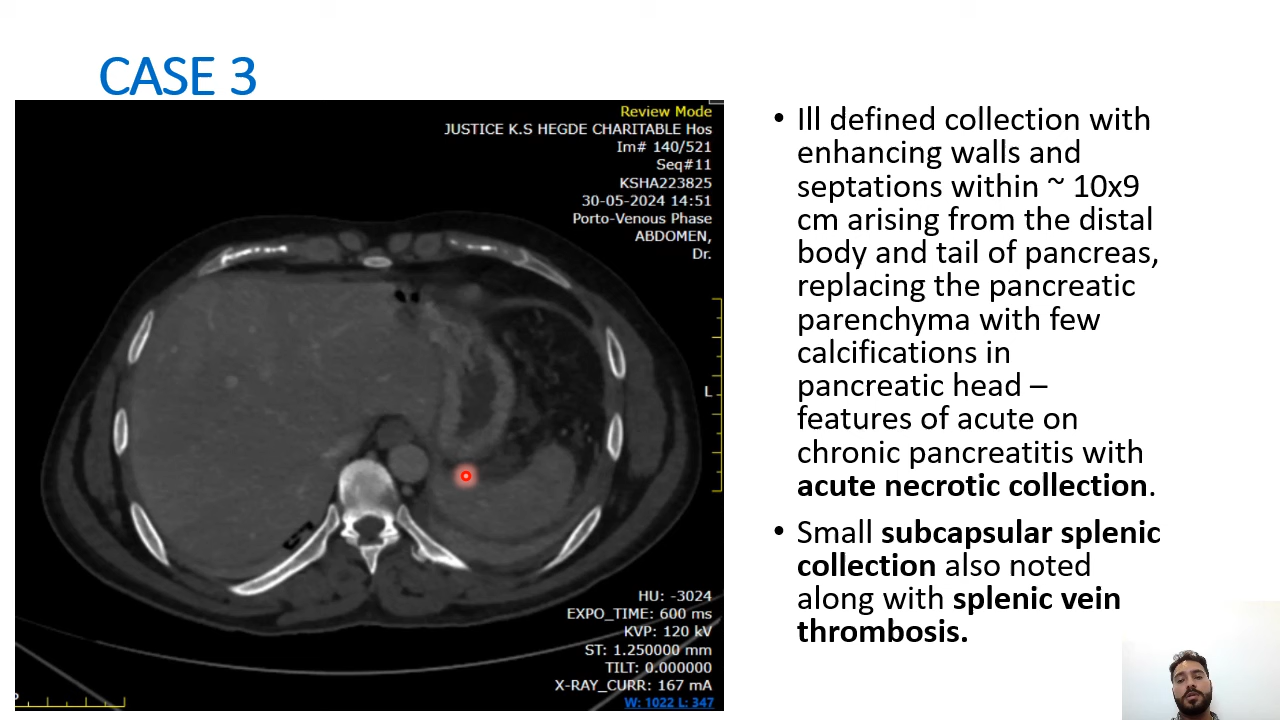 CASE 3
Review Mode
JUSTICE K.S HEGDE CHARITABLE Hos
Im# 140/521
Seq#11
KSHA223825
30-05-2024 14:51
Porto-Venous Phase
ABDOMEN,
Dr.
L
HU: -3024
EXPO_TIME: 600 ms
KVP: 120 kV
ST: 1.250000 mm
TILT: 0.000000
X-RAY_CURR: 167 mA
W: 1022 L: 347
• Ill defined collection with
enhancing walls and
septations within ~ 10x9
cm arising from the distal
body and tail of pancreas,
replacing the pancreatic
parenchyma with few
calcifications in
pancreatic head –
features of acute on
chronic pancreatitis with
acute necrotic collection.
• Small subcapsular splenic
collection also noted
along with splenic vein
thrombosis.